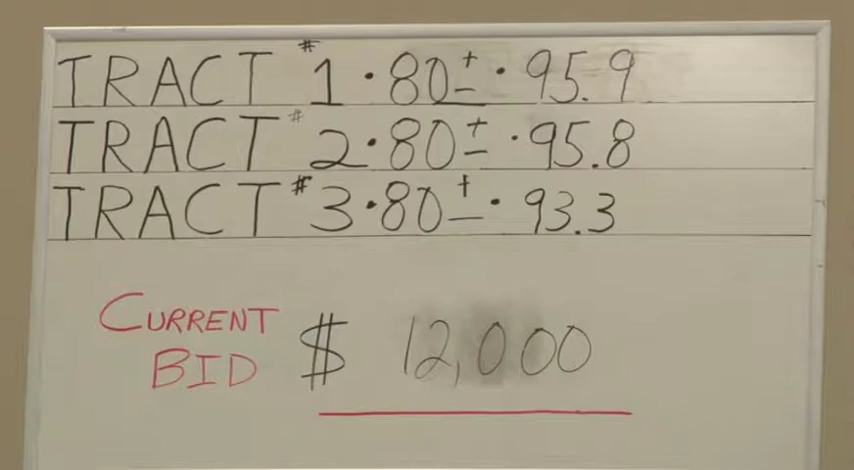 TRACT #1 · 80± · 95.9
TRACT #2 · 80± · 95.8
TRACT #3 · 80± · 93.3
CURRENT BID $ 12,000